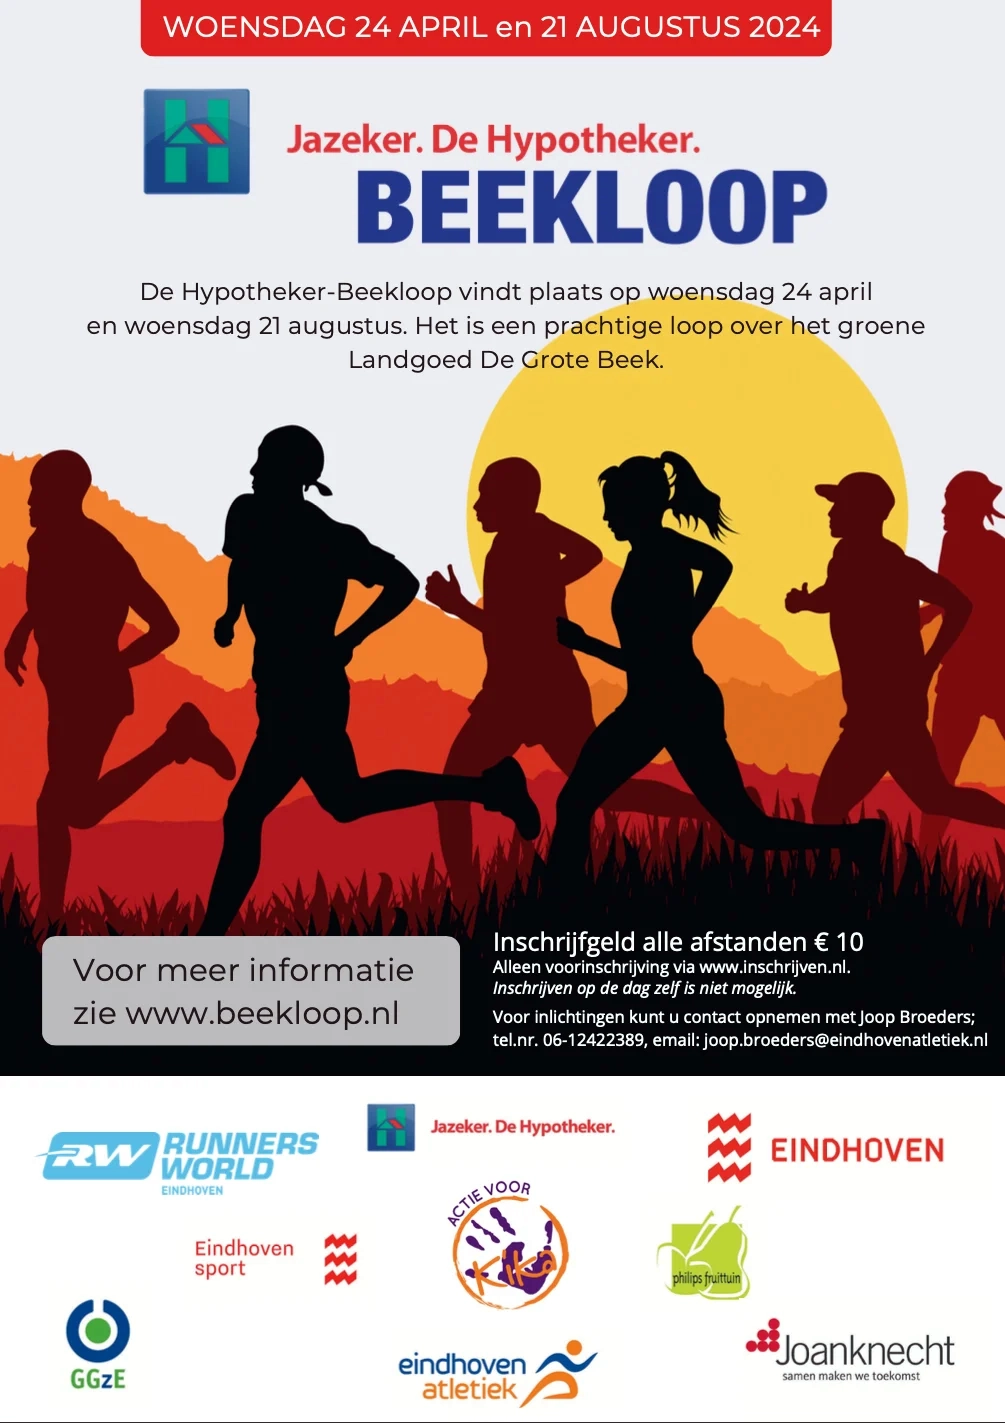 WOENSDAG 24 APRIL en 21 AUGUSTUS 2024
Jazeker. De Hypotheker.
BEEKLOOP
De Hypotheker-Beekloop vindt plaats op woensdag 24 april
en woensdag 21 augustus. Het is een prachtige loop over het groene
Landgoed De Grote Beek.
Voor meer informatie
zie www.beekloop.nl
Inschrijfgeld alle afstanden € 10
Alleen voorinschrijving via www.inschrijven.nl.
Inschrijven op de dag zelf is niet mogelijk.
Voor inlichtingen kunt u contact opnemen met Joop Broeders;
tel.nr. 06-12422389, email: joop.broeders@eindhovenatletiek.nl
RW RUNNERS
WORLD
EINDHOVEN
Jazeker. De Hypotheker.
EINDHOVEN
Eindhoven
sport
ACTIE VOOR
KiKa
philips fruittuin
GGzE
eindhoven
atletiek
Joanknecht
samen maken we toekomst